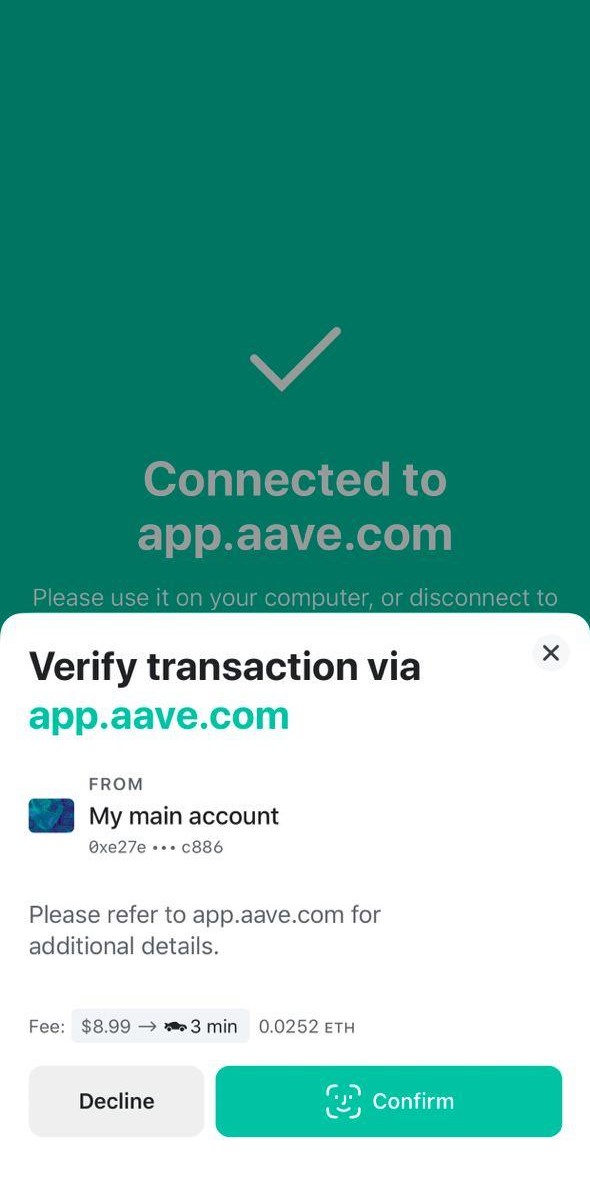 Connected to
app.aave.com
Please use it on your computer, or disconnect to
Verify transaction via
app.aave.com
FROM
My main account
0xe27e ••• c886
Please refer to app.aave.com for
additional details.
Fee: $8.99 → 3 min 0.0252 ETH
Decline Confirm